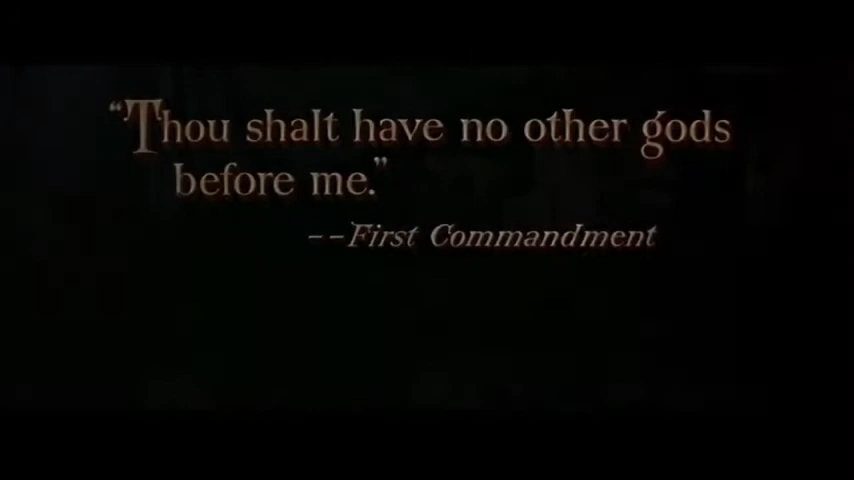 “Thou shalt have no other gods
before me.”
--First Commandment